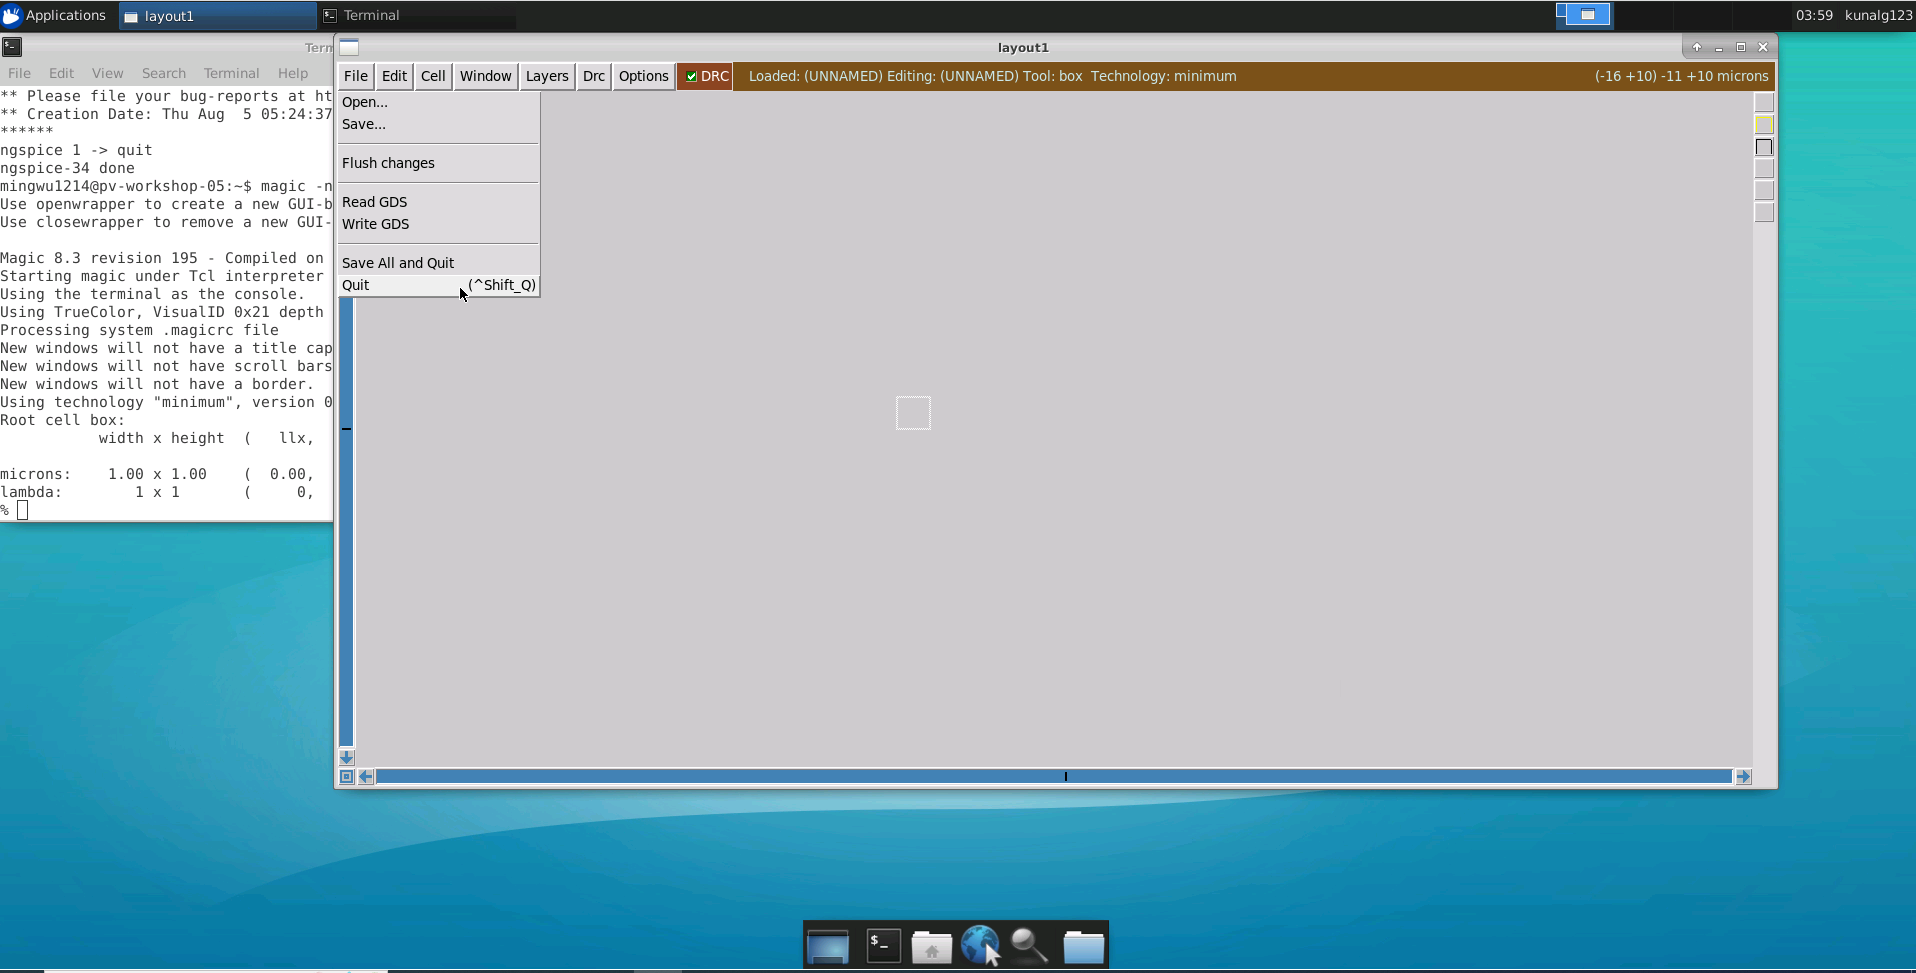 Applications layout1 Terminal 03:59 kunalg123
Term
File Edit View Search Terminal Help
** Please file your bug-reports at ht
** Creation Date: Thu Aug  5 05:24:37
******
ngspice 1 -> quit
ngspice-34 done
mingwu1214@pv-workshop-05:~$ magic -n
Use openwrapper to create a new GUI-b
Use closewrapper to remove a new GUI-
Magic 8.3 revision 195 - Compiled on
Starting magic under Tcl interpreter
Using the terminal as the console.
Using TrueColor, VisualID 0x21 depth
Processing system .magicrc file
New windows will not have a title cap
New windows will not have scroll bars
New windows will not have a border.
Using technology "minimum", version 0
Root cell box:
width x height  (   llx,
microns:    1.00 x 1.00    (  0.00,
lambda:        1 x 1       (     0,
%
layout1
File Edit Cell Window Layers Drc Options DRC Loaded: (UNNAMED) Editing: (UNNAMED) Tool: box  Technology: minimum (-16 +10) -11 +10 microns
Open...
Save...
Flush changes
Read GDS
Write GDS
Save All and Quit
Quit (^Shift_Q)
$_